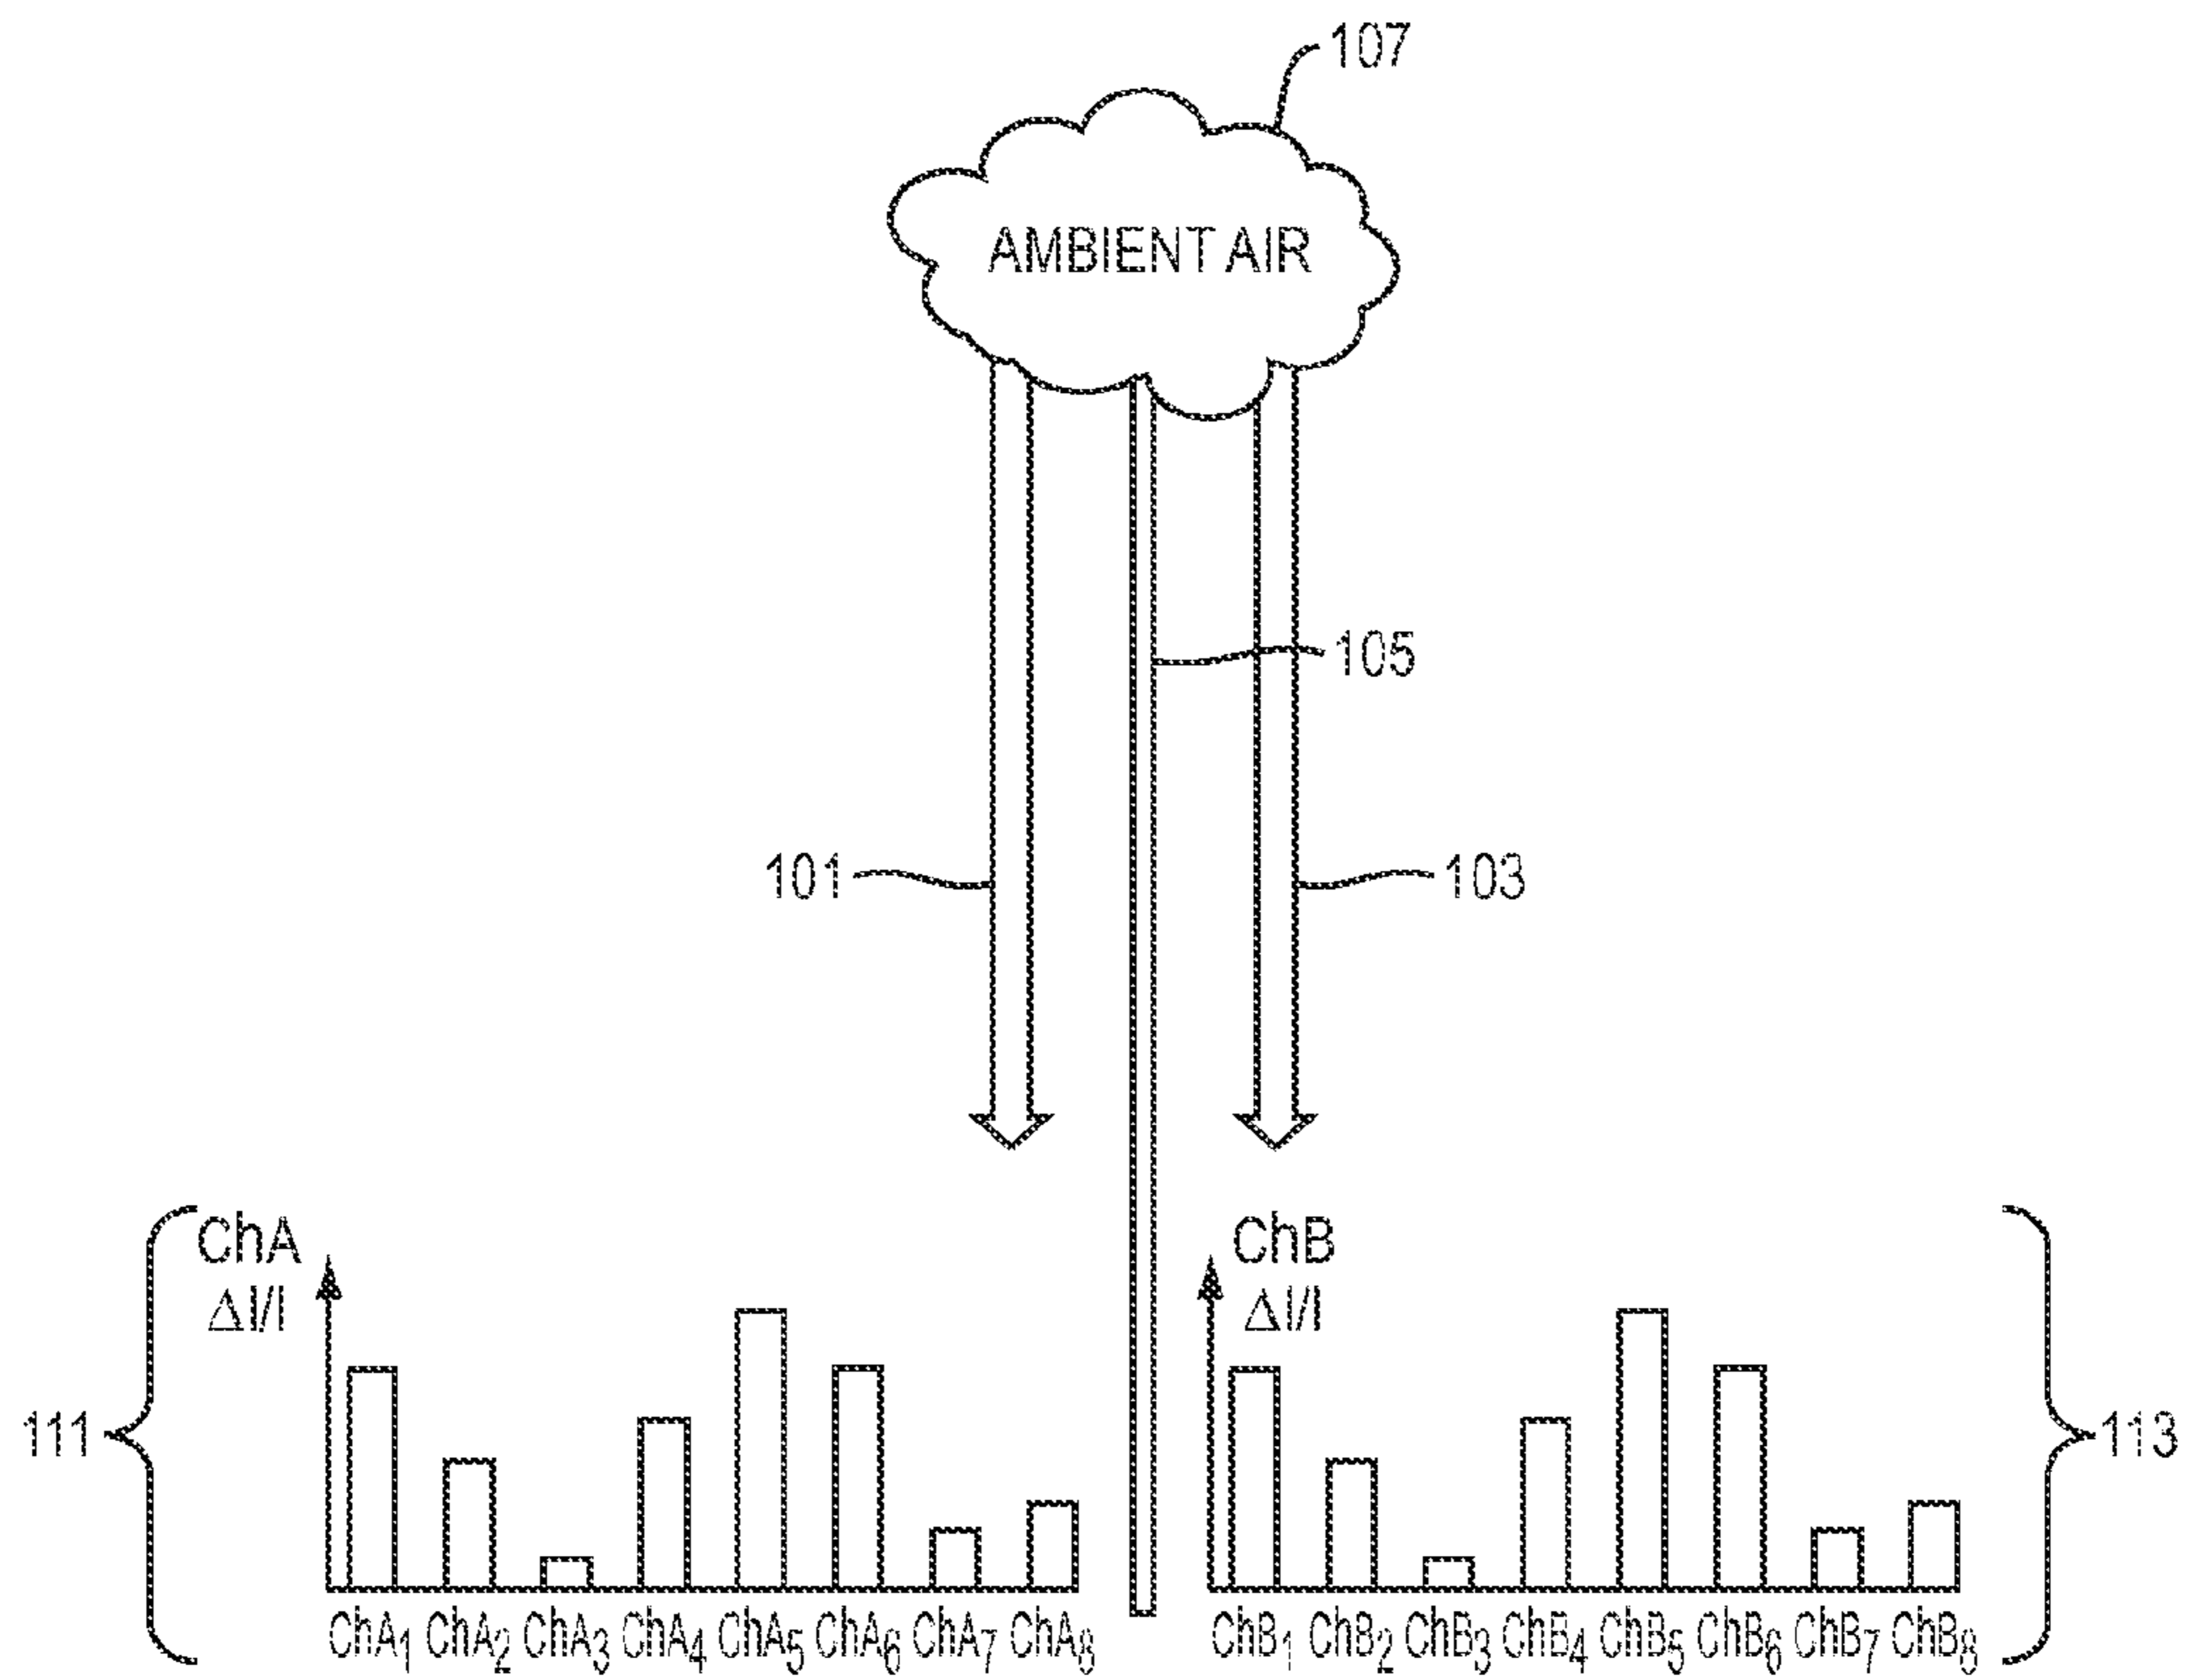 107
AMBIENT AIR
105
101
103
ChA
ΔI/I
ChB
ΔI/I
111
113
ChA1 ChA2 ChA3 ChA4 ChA5 ChA6 ChA7 ChA8
ChB1 ChB2 ChB3 ChB4 ChB5 ChB6 ChB7 ChB8